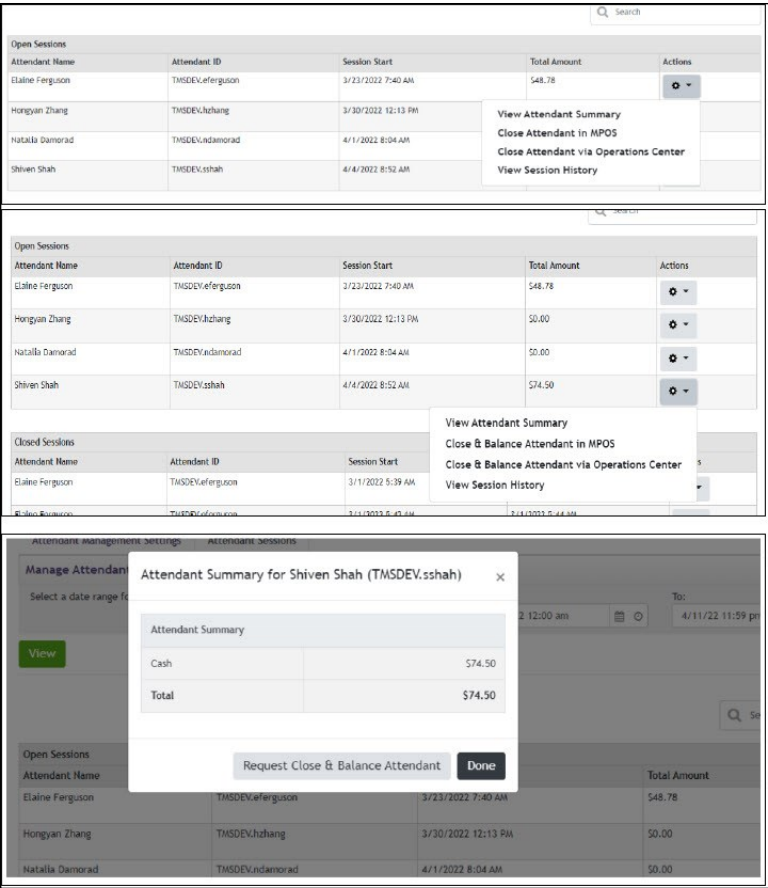 Search
Open Sessions
Attendant Name Attendant ID Session Start Total Amount Actions
Elaine Ferguson TMSDEV.eferguson 3/23/2022 7:40 AM $48.78
Hongyan Zhang TMSDEV.hzhang 3/30/2022 12:13 PM
Natalia Damorad TMSDEV.ndamorad 4/1/2022 8:04 AM
Shiven Shah TMSDEV.sshah 4/4/2022 8:52 AM
View Attendant Summary
Close Attendant in MPOS
Close Attendant via Operations Center
View Session History
Search
Open Sessions
Attendant Name Attendant ID Session Start Total Amount Actions
Elaine Ferguson TMSDEV.eferguson 3/23/2022 7:40 AM $48.78
Hongyan Zhang TMSDEV.hzhang 3/30/2022 12:13 PM $0.00
Natalia Damorad TMSDEV.ndamorad 4/1/2022 8:04 AM $0.00
Shiven Shah TMSDEV.sshah 4/4/2022 8:52 AM $74.50
View Attendant Summary
Close & Balance Attendant in MPOS
Close & Balance Attendant via Operations Center
View Session History
Closed Sessions
Attendant Name Attendant ID Session Start s
Elaine Ferguson TMSDEV.eferguson 3/1/2022 5:39 AM
Elaine Ferguson TMSDEV.eferguson
Attendant Management Settings Attendant Sessions
Manage Attendant
Select a date range fo To:
2 12:00 am 4/11/22 11:59 pm
View
Attendant Summary for Shiven Shah (TMSDEV.sshah) ×
Attendant Summary
Cash $74.50
Total $74.50
Request Close & Balance Attendant Done
Se
Open Sessions
Attendant Name Total Amount
Elaine Ferguson TMSDEV.eferguson 3/23/2022 7:40 AM $48.78
Hongyan Zhang TMSDEV.hzhang 3/30/2022 12:13 PM $0.00
Natalia Damorad TMSDEV.ndamorad 4/1/2022 8:04 AM $0.00